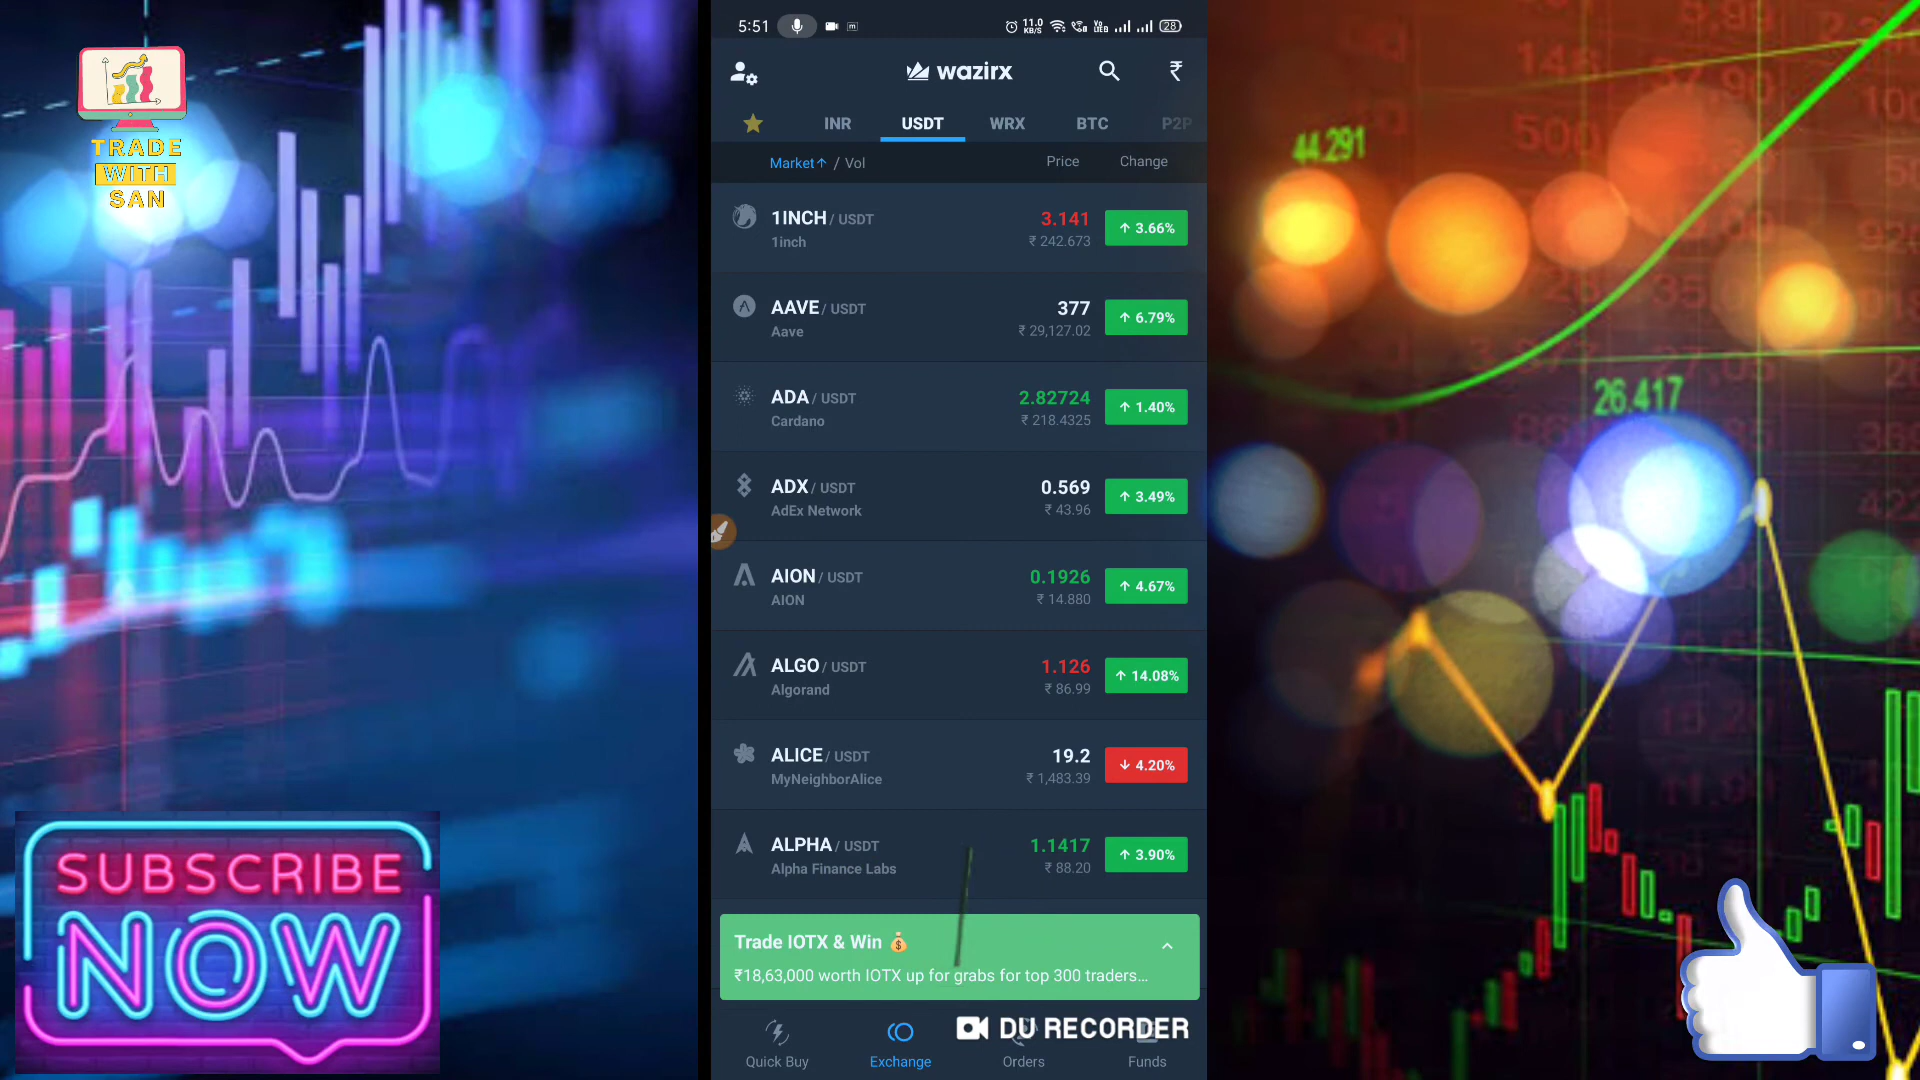 TRADE
WITH
SAN
SUBSCRIBE
NOW
5:51
11.0
KB/S
28
wazirx
₹
INR
USDT
WRX
BTC
P2P
Market↑ / Vol
Price
Change
1INCH / USDT
3.141
↑ 3.66%
1inch
₹ 242.673
AAVE / USDT
377
↑ 6.79%
Aave
₹ 29,127.02
ADA / USDT
2.82724
↑ 1.40%
Cardano
₹ 218.4325
ADX / USDT
0.569
↑ 3.49%
AdEx Network
₹ 43.96
AION / USDT
0.1926
↑ 4.67%
AION
₹ 14.880
ALGO / USDT
1.126
↑ 14.08%
Algorand
₹ 86.99
ALICE / USDT
19.2
↓ 4.20%
MyNeighborAlice
₹ 1,483.39
ALPHA / USDT
1.1417
↑ 3.90%
Alpha Finance Labs
₹ 88.20
Trade IOTX & Win 💰
₹18,63,000 worth IOTX up for grabs for top 300 traders...
DU RECORDER
Quick Buy
Exchange
Orders
Funds
44.291
26.417